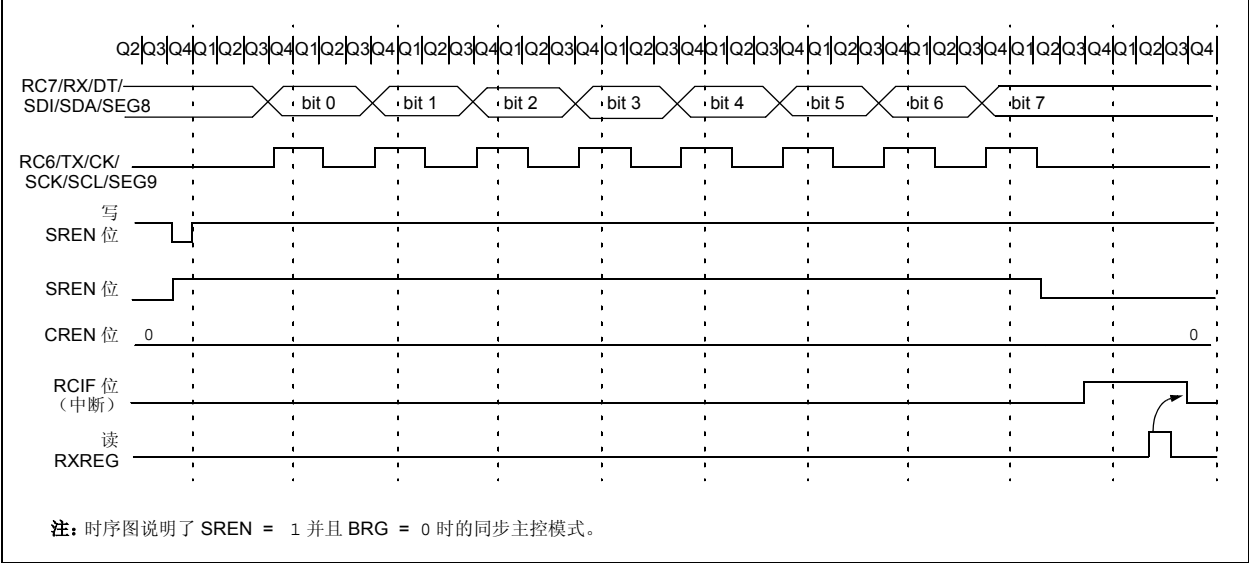 Q2 Q3 Q4 Q1 Q2 Q3 Q4 Q1 Q2 Q3 Q4 Q1 Q2 Q3 Q4 Q1 Q2 Q3 Q4 Q1 Q2 Q3 Q4 Q1 Q2 Q3 Q4 Q1 Q2 Q3 Q4 Q1 Q2 Q3 Q4 Q1 Q2 Q3 Q4 Q1 Q2 Q3 Q4
RC7/RX/DT/
SDI/SDA/SEG8
bit 0 bit 1 bit 2 bit 3 bit 4 bit 5 bit 6 bit 7
RC6/TX/CK/
SCK/SCL/SEG9
写
SREN 位
SREN 位
CREN 位 0 0
RCIF 位
（中断）
读
RXREG
注: 时序图说明了 SREN = 1 并且 BRG = 0 时的同步主控模式。